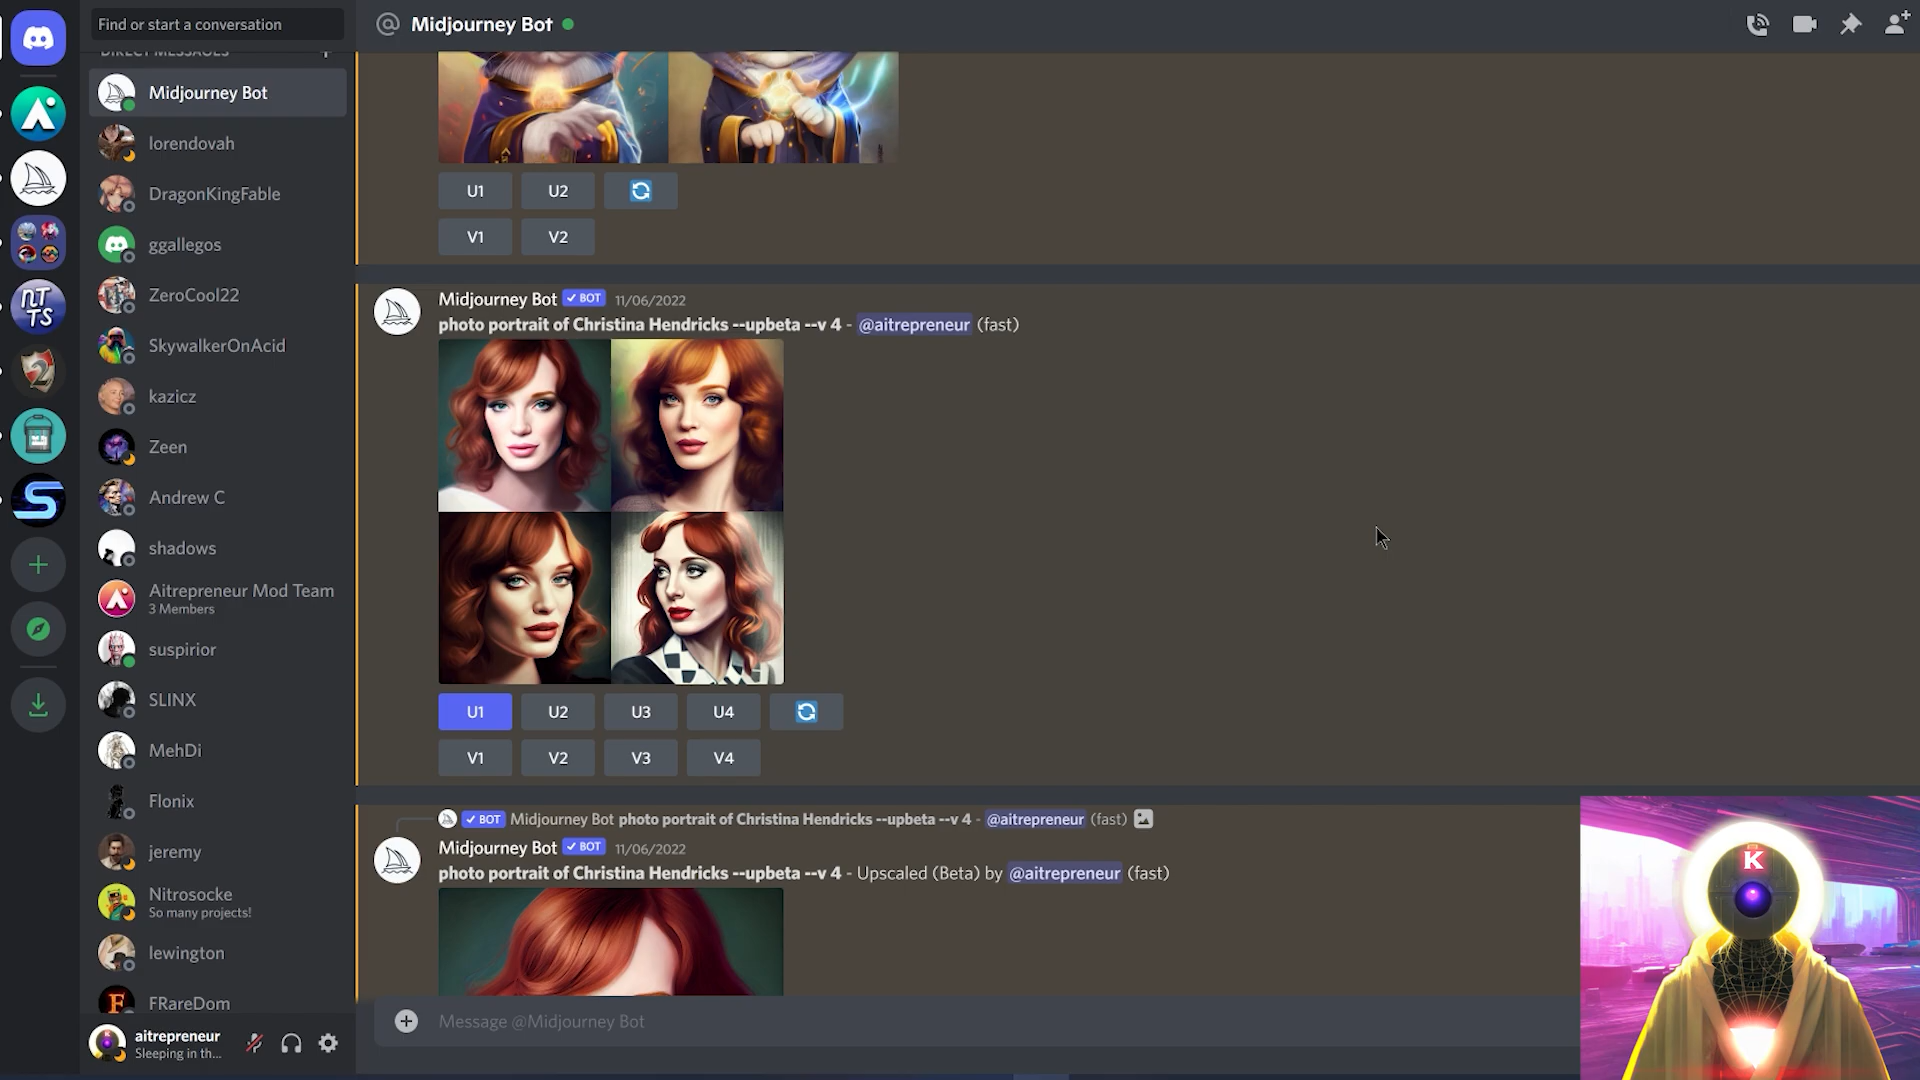 Find or start a conversation
DIRECT MESSAGES
Midjourney Bot
lorendovah
DragonKingFable
ggallegos
ZeroCool22
SkywalkerOnAcid
kazicz
Zeen
Andrew C
shadows
Aitrepreneur Mod Team
3 Members
suspirior
SLINX
MehDi
Flonix
jeremy
Nitrosocke
So many projects!
lewington
FRareDom
aitrepreneur
Sleeping in th...
nT
TS
2
S
F
@ Midjourney Bot
U1 U2
V1 V2
Midjourney Bot ✓ BOT 11/06/2022
photo portrait of Christina Hendricks --upbeta --v 4 - @aitrepreneur (fast)
U1 U2 U3 U4
V1 V2 V3 V4
✓ BOT Midjourney Bot photo portrait of Christina Hendricks --upbeta --v 4 - @aitrepreneur (fast)
Midjourney Bot ✓ BOT 11/06/2022
photo portrait of Christina Hendricks --upbeta --v 4 - Upscaled (Beta) by @aitrepreneur (fast)
Message @Midjourney Bot
K